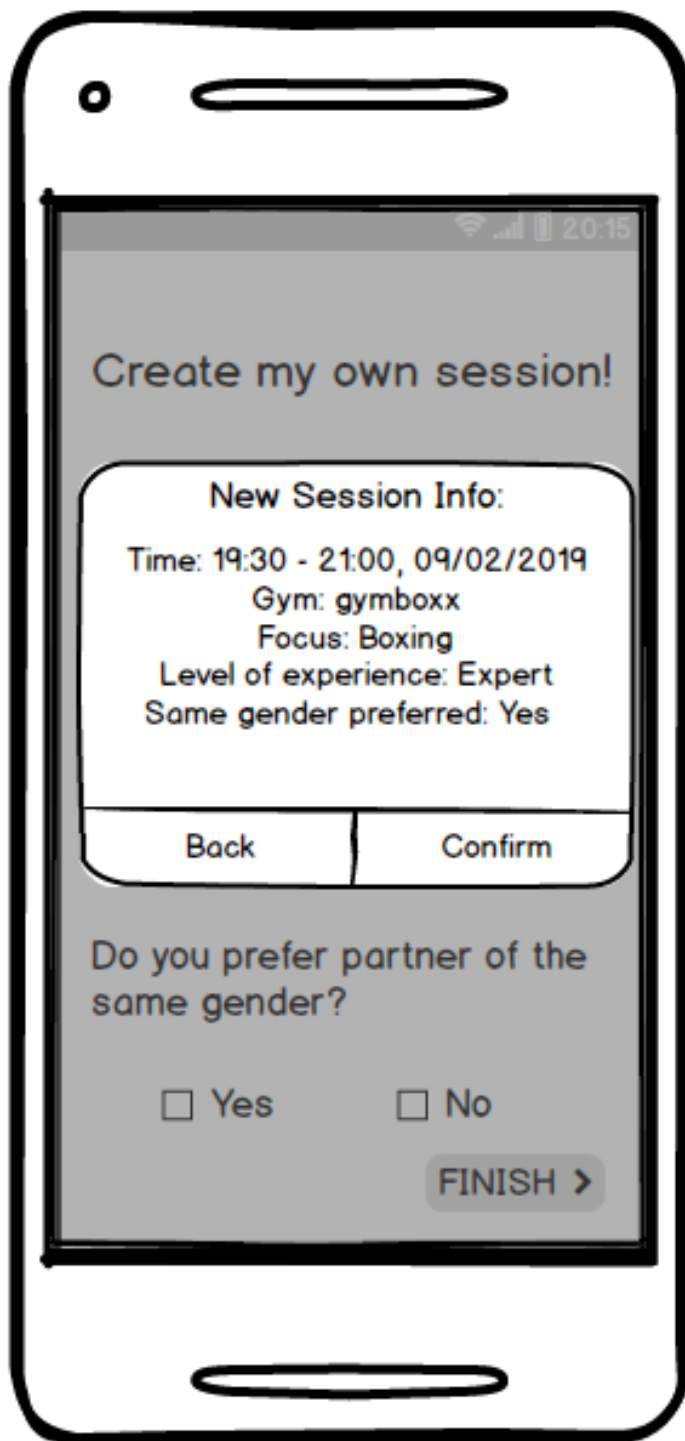 20:15
Create my own session!
New Session Info:
Time: 19:30 - 21:00, 09/02/2019
Gym: gymboxx
Focus: Boxing
Level of experience: Expert
Same gender preferred: Yes
Back Confirm
Do you prefer partner of the
same gender?
Yes No
FINISH >